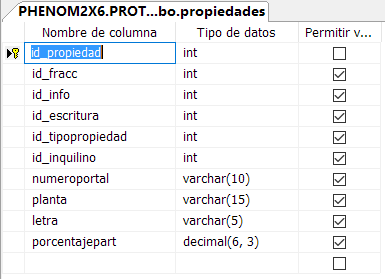 PHENOM2X6.PROT...bo.propiedades
Nombre de columna Tipo de datos Permitir v...
id_propiedad int
id_fracc int
id_info int
id_escritura int
id_tipopropiedad int
id_inquilino int
numeroportal varchar(10)
planta varchar(15)
letra varchar(5)
porcentajepart decimal(6, 3)